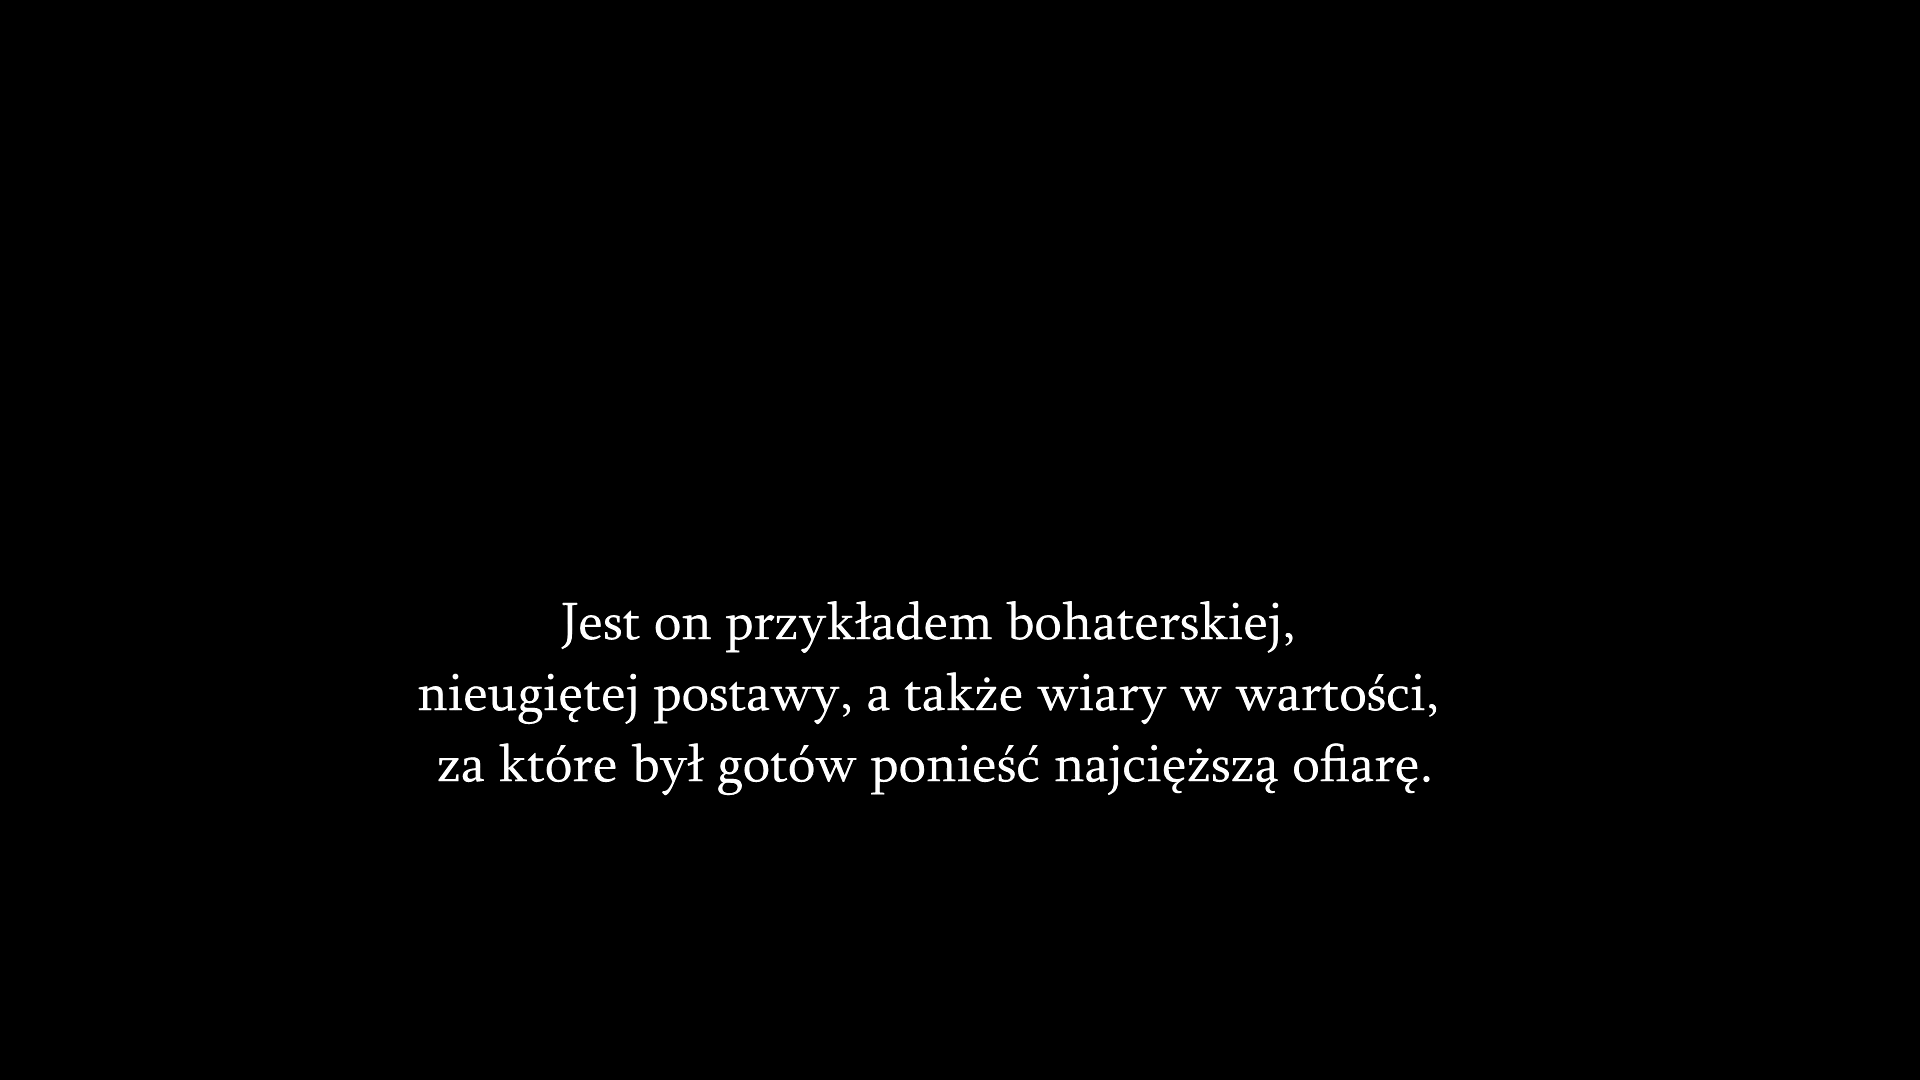 Jest on przykładem bohaterskiej,
nieugiętej postawy, a także wiary w wartości,
za które był gotów ponieść najcięższą ofiarę.